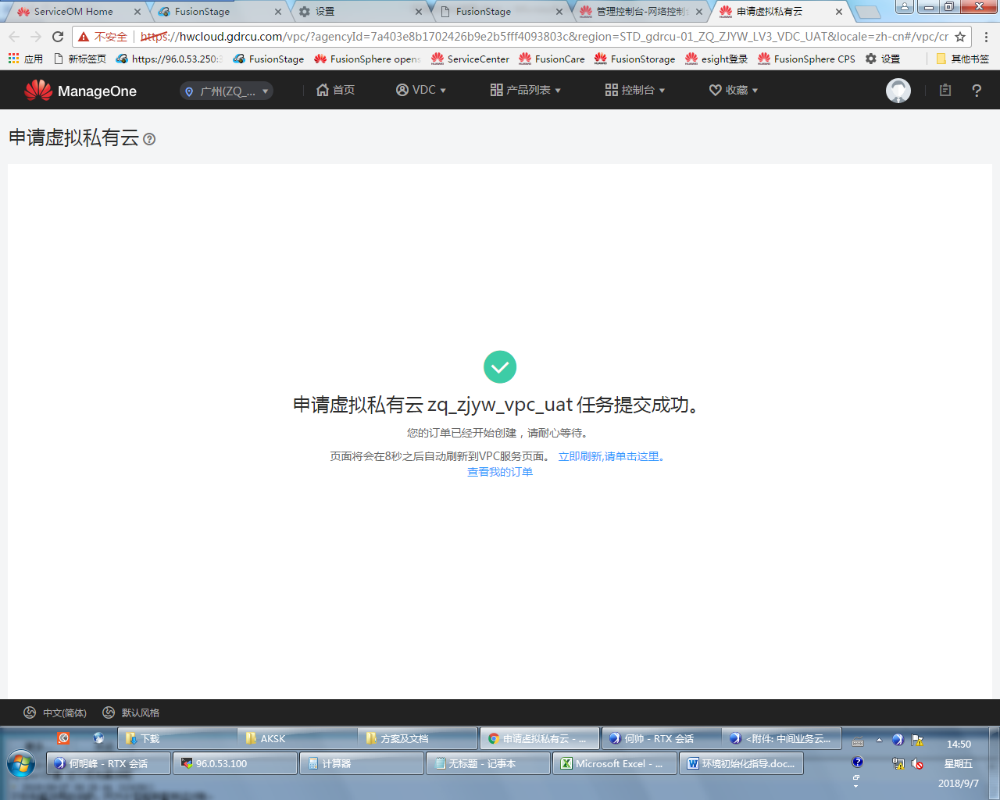 ServiceOM Home
FusionStage
设置
FusionStage
管理控制台-网络控制
申请虚拟私有云
不安全
https://hwcloud.gdrcu.com/vpc/?agencyId=7a403e8b1702426b9e2b5fff4093803c&region=STD_gdrcu-01_ZQ_ZJYW_LV3_VDC_UAT&locale=zh-cn#/vpc/cr
应用
新标签页
https://96.0.53.250:3
FusionStage
FusionSphere opens
ServiceCenter
FusionCare
FusionStorage
esight登录
FusionSphere CPS
设置
其他书签
ManageOne
广州(ZQ_...
首页
VDC
产品列表
控制台
收藏
申请虚拟私有云
申请虚拟私有云 zq_zjyw_vpc_uat 任务提交成功。
您的订单已经开始创建，请耐心等待。
页面将会在8秒之后自动刷新到VPC服务页面。 立即刷新,请单击这里。
查看我的订单
中文(简体)
默认风格
下载
AKSK
方案及文档
申请虚拟私有云 - ...
何帅 - RTX 会话
<附件: 中间业务云...
14:50
何明峰 - RTX 会话
96.0.53.100
计算器
无标题 - 记事本
Microsoft Excel - ...
环境初始化指导.doc...
星期五
2018/9/7